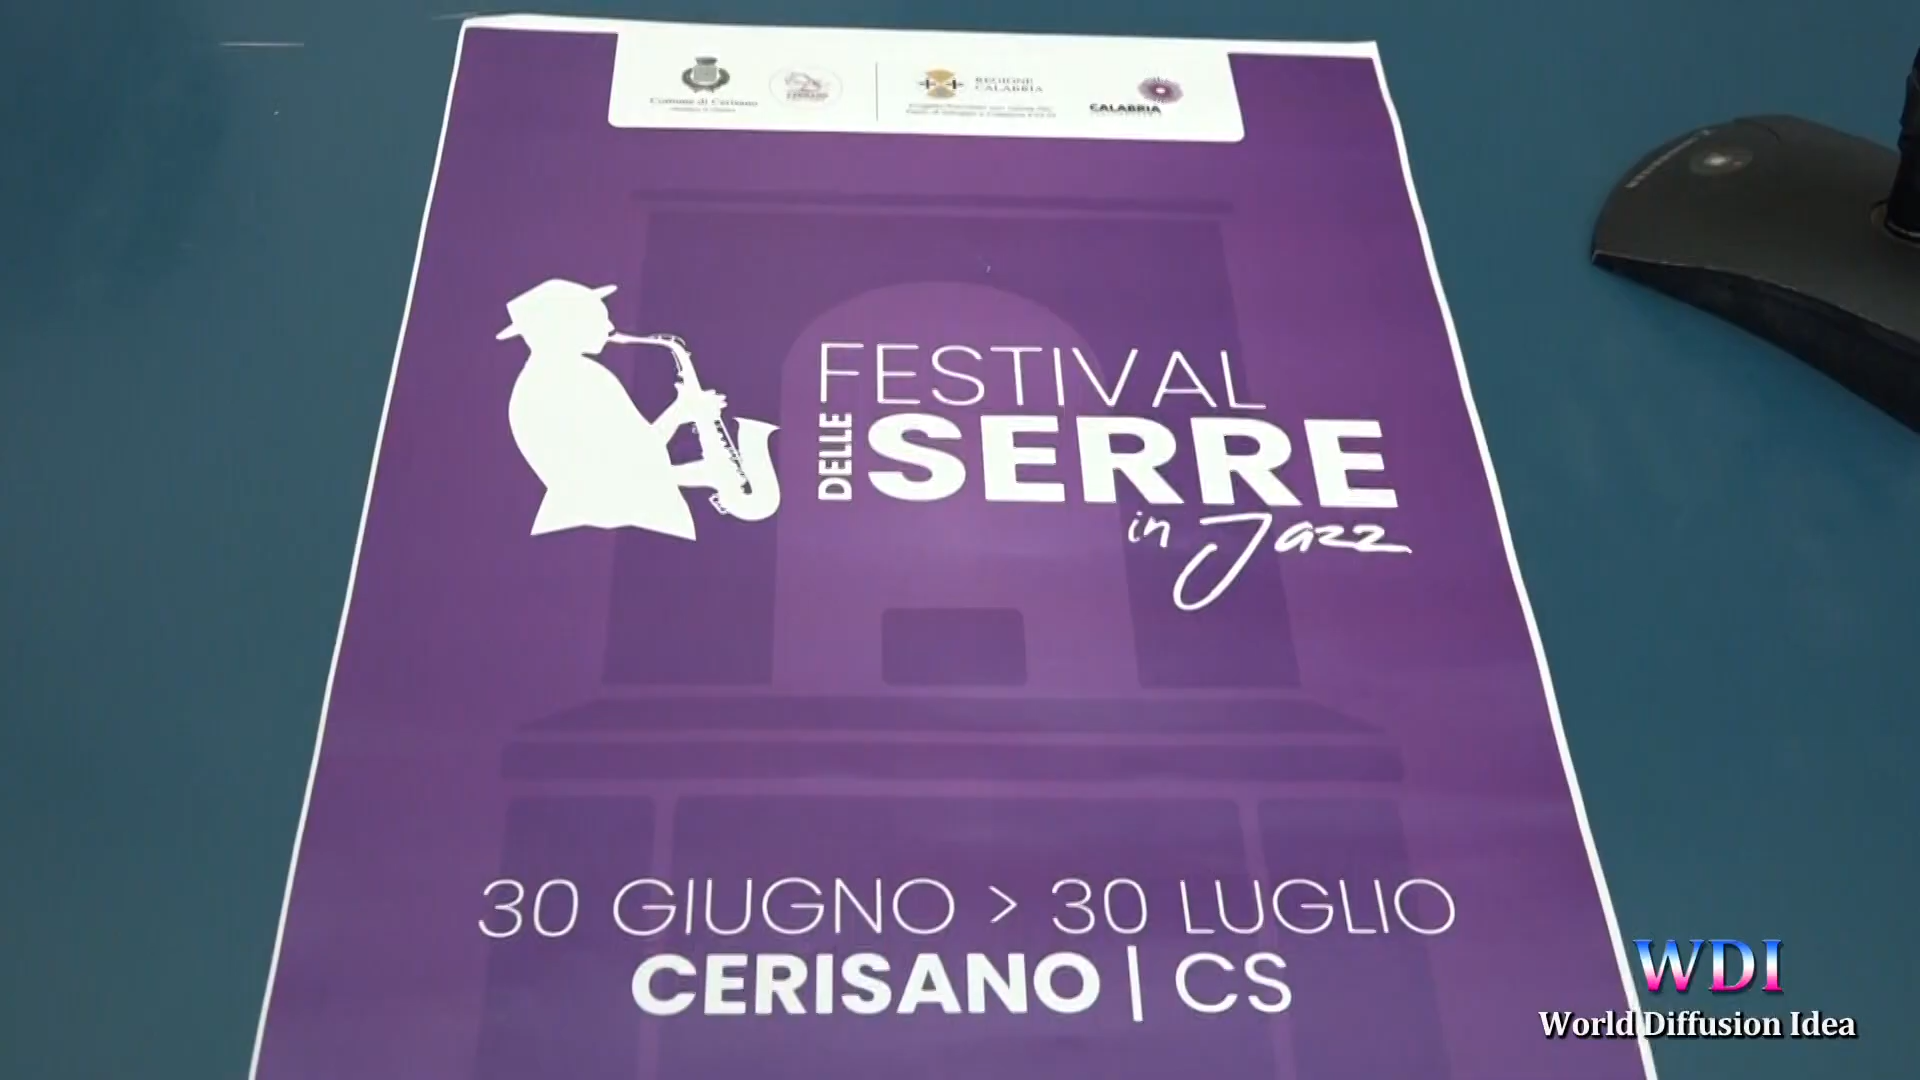 Comune di Cerisano
REGIONE
CALABRIA
CALABRIA
FESTIVAL
DELLE
SERRE
in Jazz
30 GIUGNO > 30 LUGLIO
CERISANO | CS
WDI
World Diffusion Idea